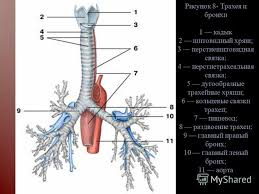 Рисунок 8- Трахея и
бронхи
1 — кадык
2 — щитовидный хрящ;
3 — перстнещитовидная
связка;
4 — перстнетрахеальная
связка;
5 — дугообразные
трахейные хрящи;
6 — кольцевые связки
трахеи;
7 — пищевод;
8 — раздвоение трахеи;
9 — главный правый
бронх;
10 — главный левый
бронх;
11 — аорта
1
2
3
4
5
6
7
8
9
10
11
8
MyShared